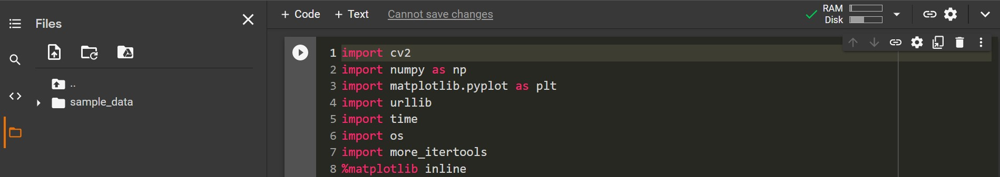 Files
..
sample_data
+ Code + Text Cannot save changes
RAM
Disk
1 import cv2
2 import numpy as np
3 import matplotlib.pyplot as plt
4 import urllib
5 import time
6 import os
7 import more_itertools
8 %matplotlib inline